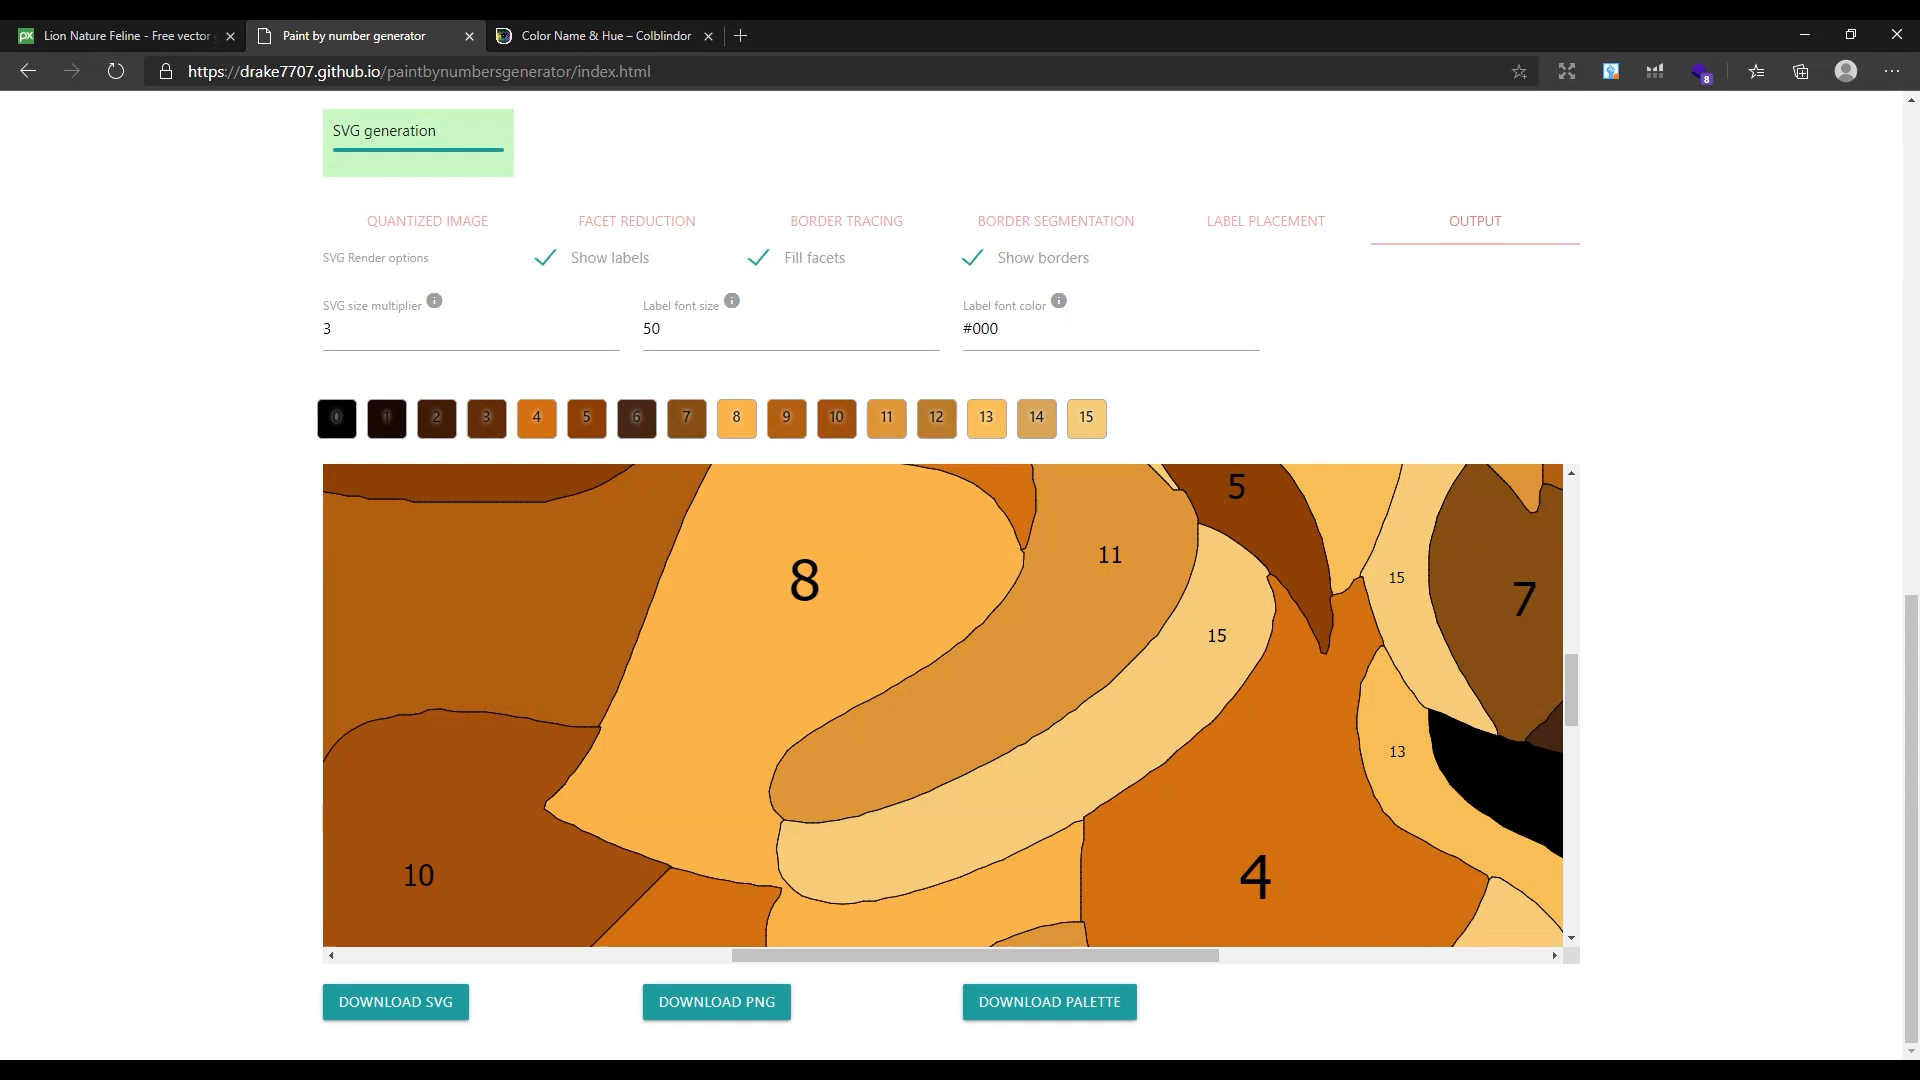 Lion Nature Feline - Free vector
Paint by number generator
Color Name & Hue – Colblindor
https://drake7707.github.io/paintbynumbersgenerator/index.html
8
SVG generation
QUANTIZED IMAGE
FACET REDUCTION
BORDER TRACING
BORDER SEGMENTATION
LABEL PLACEMENT
OUTPUT
SVG Render options
Show labels
Fill facets
Show borders
SVG size multiplier
Label font size
Label font color
3
50
#000
0 1 2 3 4 5 6 7 8 9 10 11 12 13 14 15
5
8
11
15
7
15
13
10
4
DOWNLOAD SVG
DOWNLOAD PNG
DOWNLOAD PALETTE